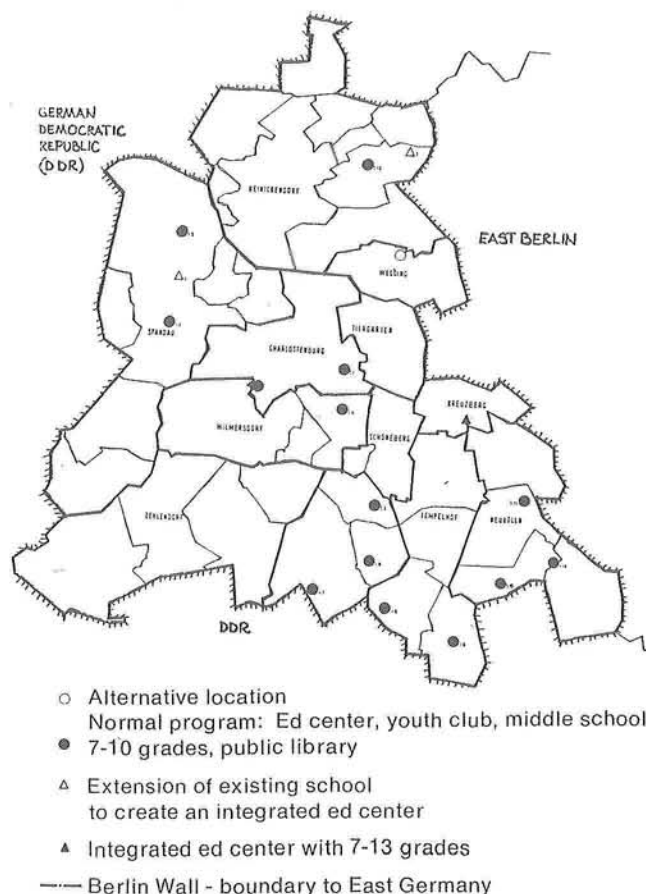 GERMAN
DEMOCRATIC
REPUBLIC
(DDR)
REINICKENDORF
EAST BERLIN
WEDDING
SPANDAU
TIERGARTEN
CHARLOTTENBURG
KREUZBERG
WILMERSDORF
SCHÖNEBERG
ZEHLENDORF
TEMPELHOF
NEUKÖLLN
DDR
Alternative location
Normal program: Ed center, youth club, middle school
7-10 grades, public library
Extension of existing school
to create an integrated ed center
Integrated ed center with 7-13 grades
Berlin Wall - boundary to East Germany